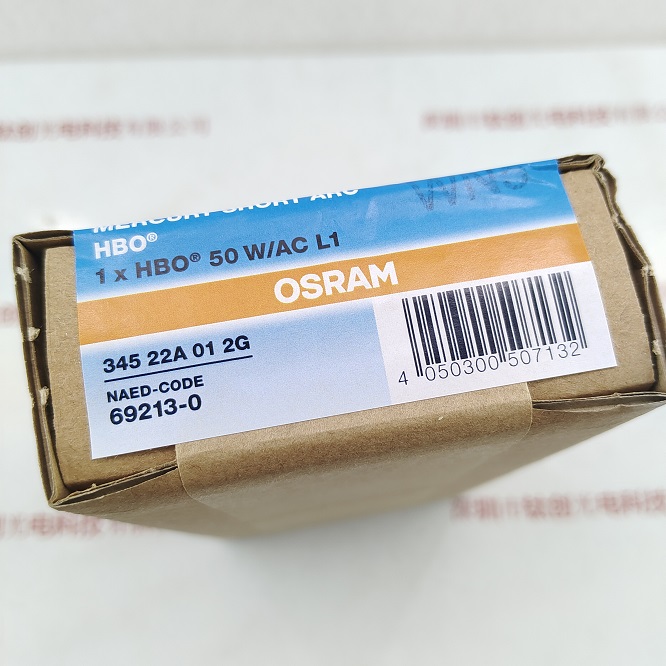 MERCURY SHORT ARC
HBO®
1 x HBO® 50 W/AC L1
OSRAM
345 22A 01 2G
NAED-CODE
69213-0
4 050300 507132